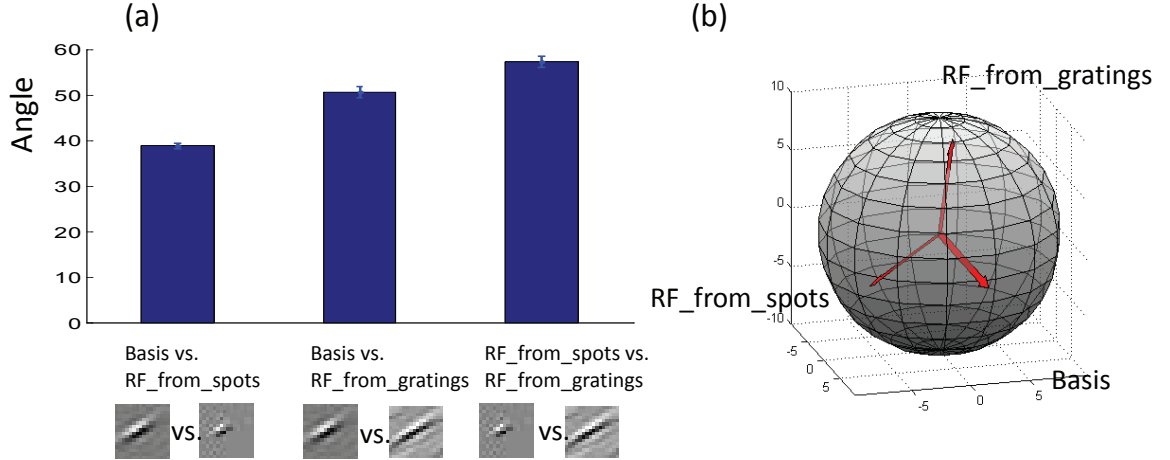 (a)
Angle
60
50
40
30
20
10
0
Basis vs.
RF_from_spots
Basis vs.
RF_from_gratings
RF_from_spots vs.
RF_from_gratings
vs.
vs.
vs.
(b)
RF_from_gratings
10
5
0
-5
-10
RF_from_spots
-5
0
5
-5
0
5
Basis